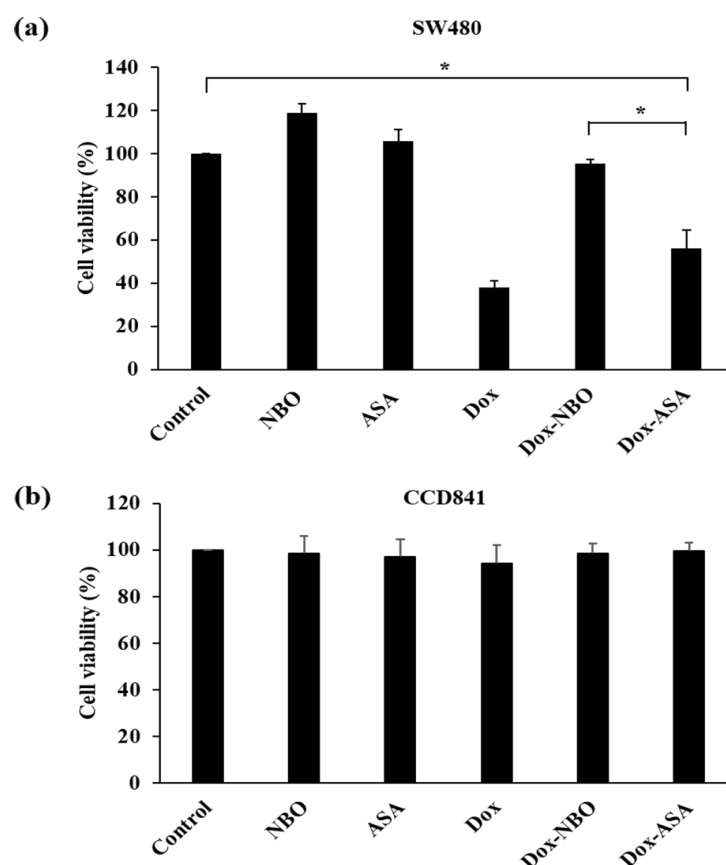 (a)
SW480
140
120
100
80
60
40
20
0
Cell viability (%)
*
*
Control
NBO
ASA
Dox
Dox-NBO
Dox-ASA
(b)
CCD841
120
100
80
60
40
20
0
Cell viability (%)
Control
NBO
ASA
Dox
Dox-NBO
Dox-ASA